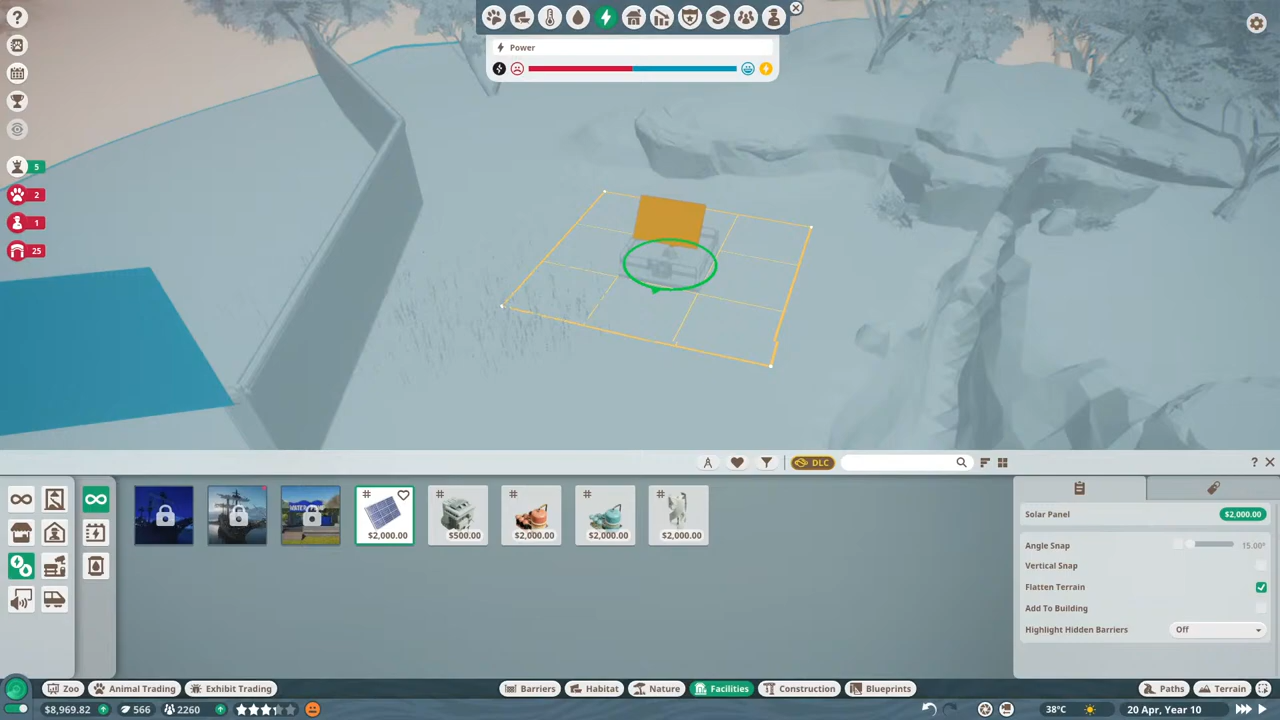 Power
5
2
1
25
DLC
$2,000.00
$500.00
$2,000.00
$2,000.00
$2,000.00
Solar Panel
$2,000.00
Angle Snap
15.00°
Vertical Snap
Flatten Terrain
Add To Building
Highlight Hidden Barriers
Off
Zoo
Animal Trading
Exhibit Trading
Barriers
Habitat
Nature
Facilities
Construction
Blueprints
Paths
Terrain
$8,969.82
566
2260
38°C
20 Apr, Year 10